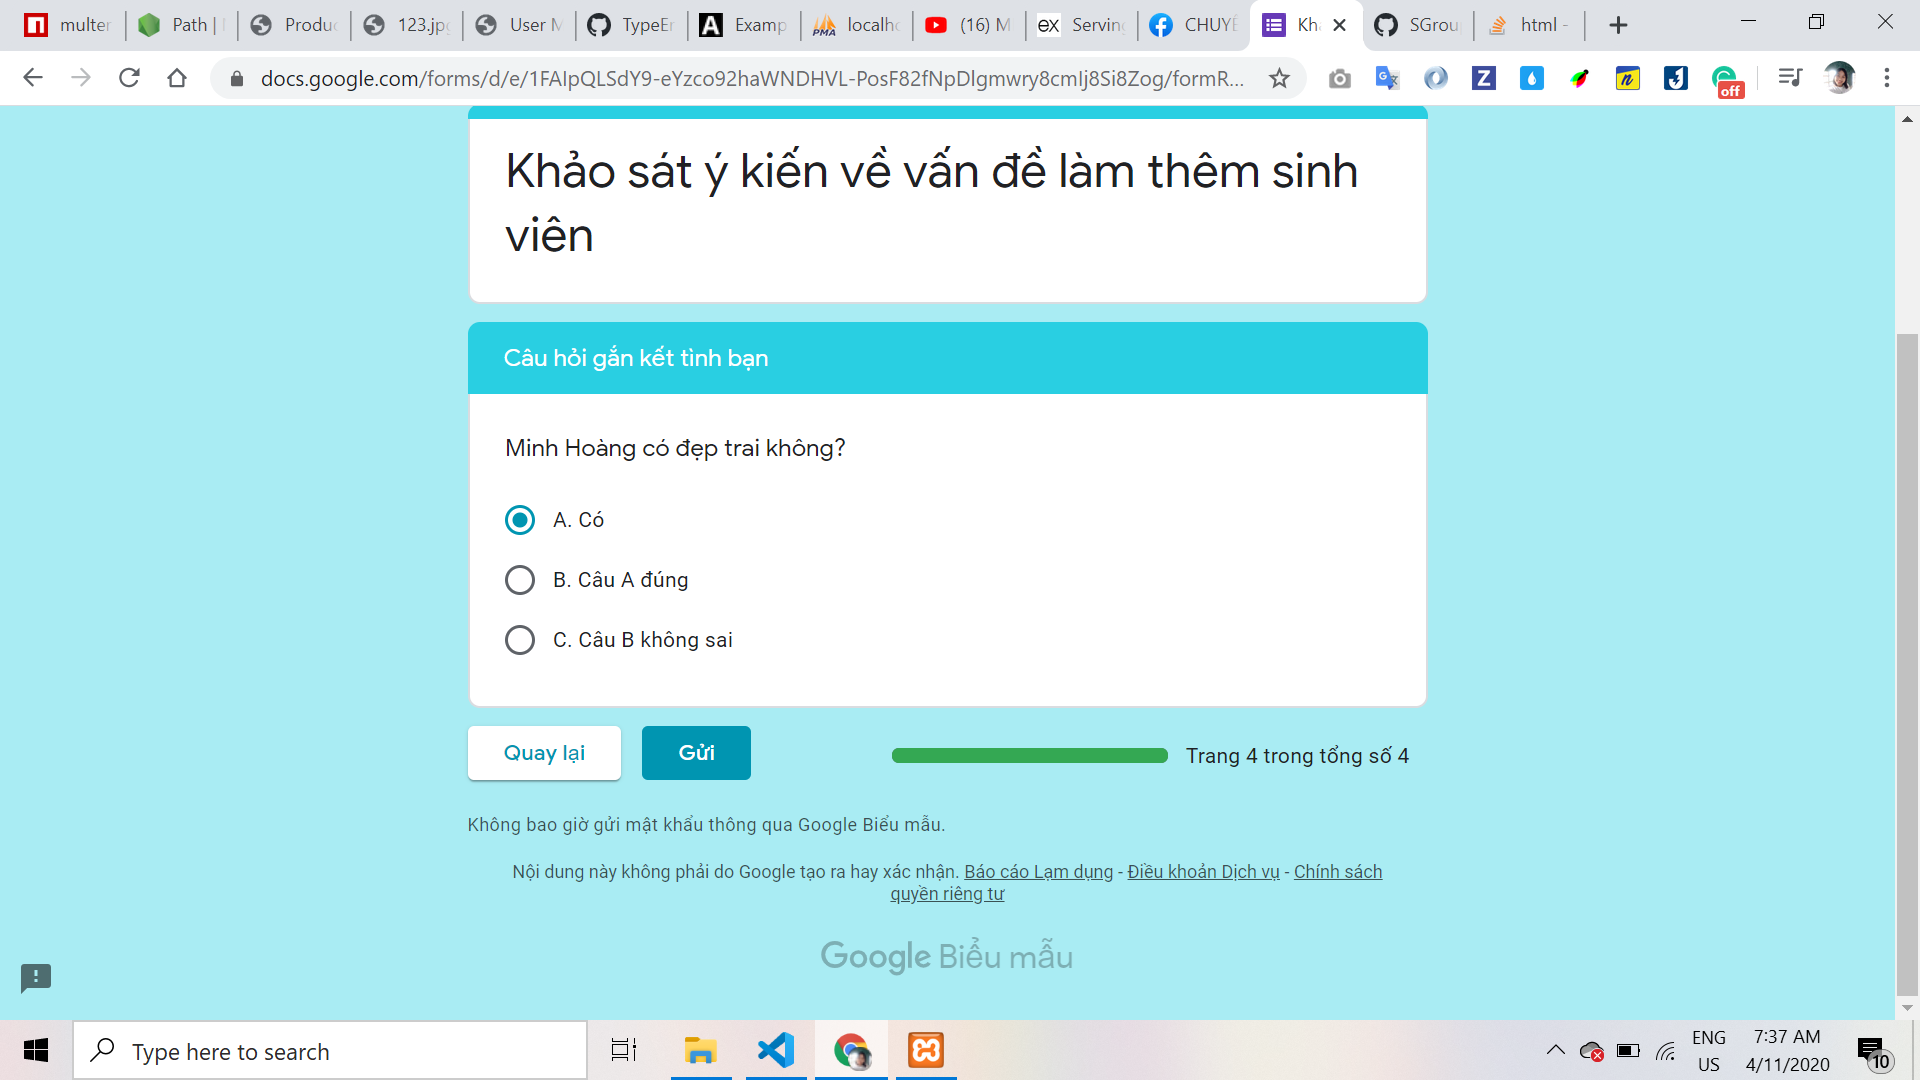 multer
Path |
Produc
123.jpg
User M
TypeEr
Examp
localho
(16) M
ex
Serving
CHUYÊ
Khả
SGrou
html -
docs.google.com/forms/d/e/1FAIpQLSdY9-eYzco92haWNDHVL-PosF82fNpDlgmwry8cmIj8Si8Zog/formR...
off
Khảo sát ý kiến về vấn đề làm thêm sinh
viên
Câu hỏi gắn kết tình bạn
Minh Hoàng có đẹp trai không?
A. Có
B. Câu A đúng
C. Câu B không sai
Quay lại
Gửi
Trang 4 trong tổng số 4
Không bao giờ gửi mật khẩu thông qua Google Biểu mẫu.
Nội dung này không phải do Google tạo ra hay xác nhận. Báo cáo Lạm dụng - Điều khoản Dịch vụ - Chính sách
quyền riêng tư
Google Biểu mẫu
Type here to search
ENG
US
7:37 AM
4/11/2020
10